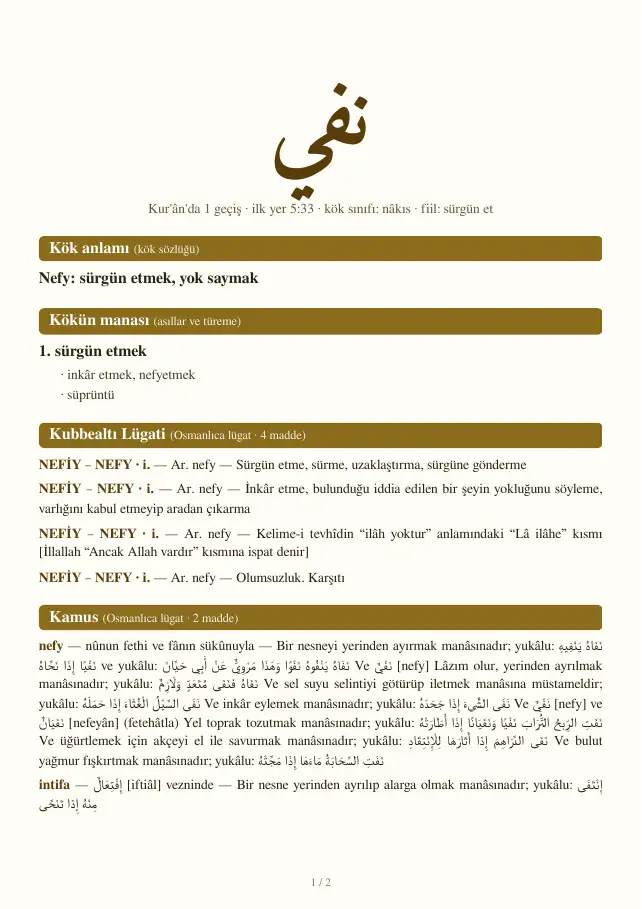 نفي
Kur'ân'da 1 geçiş · ilk yer 5:33 · kök sınıfı: nâkıs · fiil: sürgün et
Kök anlamı (kök sözlüğü)
Nefy: sürgün etmek, yok saymak
Kökün manası (asıllar ve türeme)
1. sürgün etmek
· inkâr etmek, nefyetmek
· süprüntü
Kubbealtı Lügati (Osmanlıca lügat · 4 madde)
NEFİY – NEFY · i. — Ar. nefy — Sürgün etme, sürme, uzaklaştırma, sürgüne gönderme
NEFİY – NEFY · i. — Ar. nefy — İnkâr etme, bulunduğu iddia edilen bir şeyin yokluğunu söyleme,
varlığını kabul etmeyip aradan çıkarma
NEFİY – NEFY · i. — Ar. nefy — Kelime-i tevhîdin “ilâh yoktur” anlamındaki “Lâ ilâhe” kısmı
[İllallah “Ancak Allah vardır” kısmına ispat denir]
NEFİY – NEFY · i. — Ar. nefy — Olumsuzluk. Karşıtı
Kamus (Osmanlıca lügat · 2 madde)
nefy — nûnun fethi ve fânın sükûnuyla — Bir nesneyi yerinden ayırmak manâsınadır; yukâlu: نَفَاهُ يَنْفِيهِ
نَفْيًا إِذَا نَحَّاهُ ve yukâlu: نَفَاهُ يَنْفُوهُ نَفْوًا وَهَذَا مَرْوِيٌّ عَنْ أَبِي حَيَّانَ Ve نَفْيٌ [nefy] Lâzım olur, yerinden ayrılmak
manâsınadır; yukâlu: نَفَاهُ فَنَفَى مُتَعَدٍّ وَلَازِمٌ Ve sel suyu selintiyi götürüp iletmek manâsına müstameldir;
yukâlu: نَفَى السَّيْلُ الْغُثَاءَ إِذَا حَمَلَهُ Ve inkâr eylemek manâsınadır; yukâlu: نَفَى الشَّيْءَ إِذَا جَحَدَهُ Ve نَفْيٌ [nefy] ve
نَفَيَانٌ [nefeyân] (fetehâtla) Yel toprak tozutmak manâsınadır; yukâlu: نَفَتِ الرِّيحُ التُّرَابَ نَفْيًا وَنَفَيَانًا إِذَا أَطَارَتْهُ
Ve üğürtlemek için akçeyi el ile savurmak manâsınadır; yukâlu: نَفَى الدَّرَاهِمَ إِذَا أَثَارَهَا لِلْإِنْتِقَادِ Ve bulut
yağmur fışkırtmak manâsınadır; yukâlu: نَفَتِ السَّحَابَةُ مَاءَهَا إِذَا مَجَّتْهُ
intifa — إِفْتِعَالٌ [iftiâl] vezninde — Bir nesne yerinden ayrılıp alarga olmak manâsınadır; yukâlu: إِنْتَفَى
مِنْهُ إِذَا تَنَحَّى
1 / 2